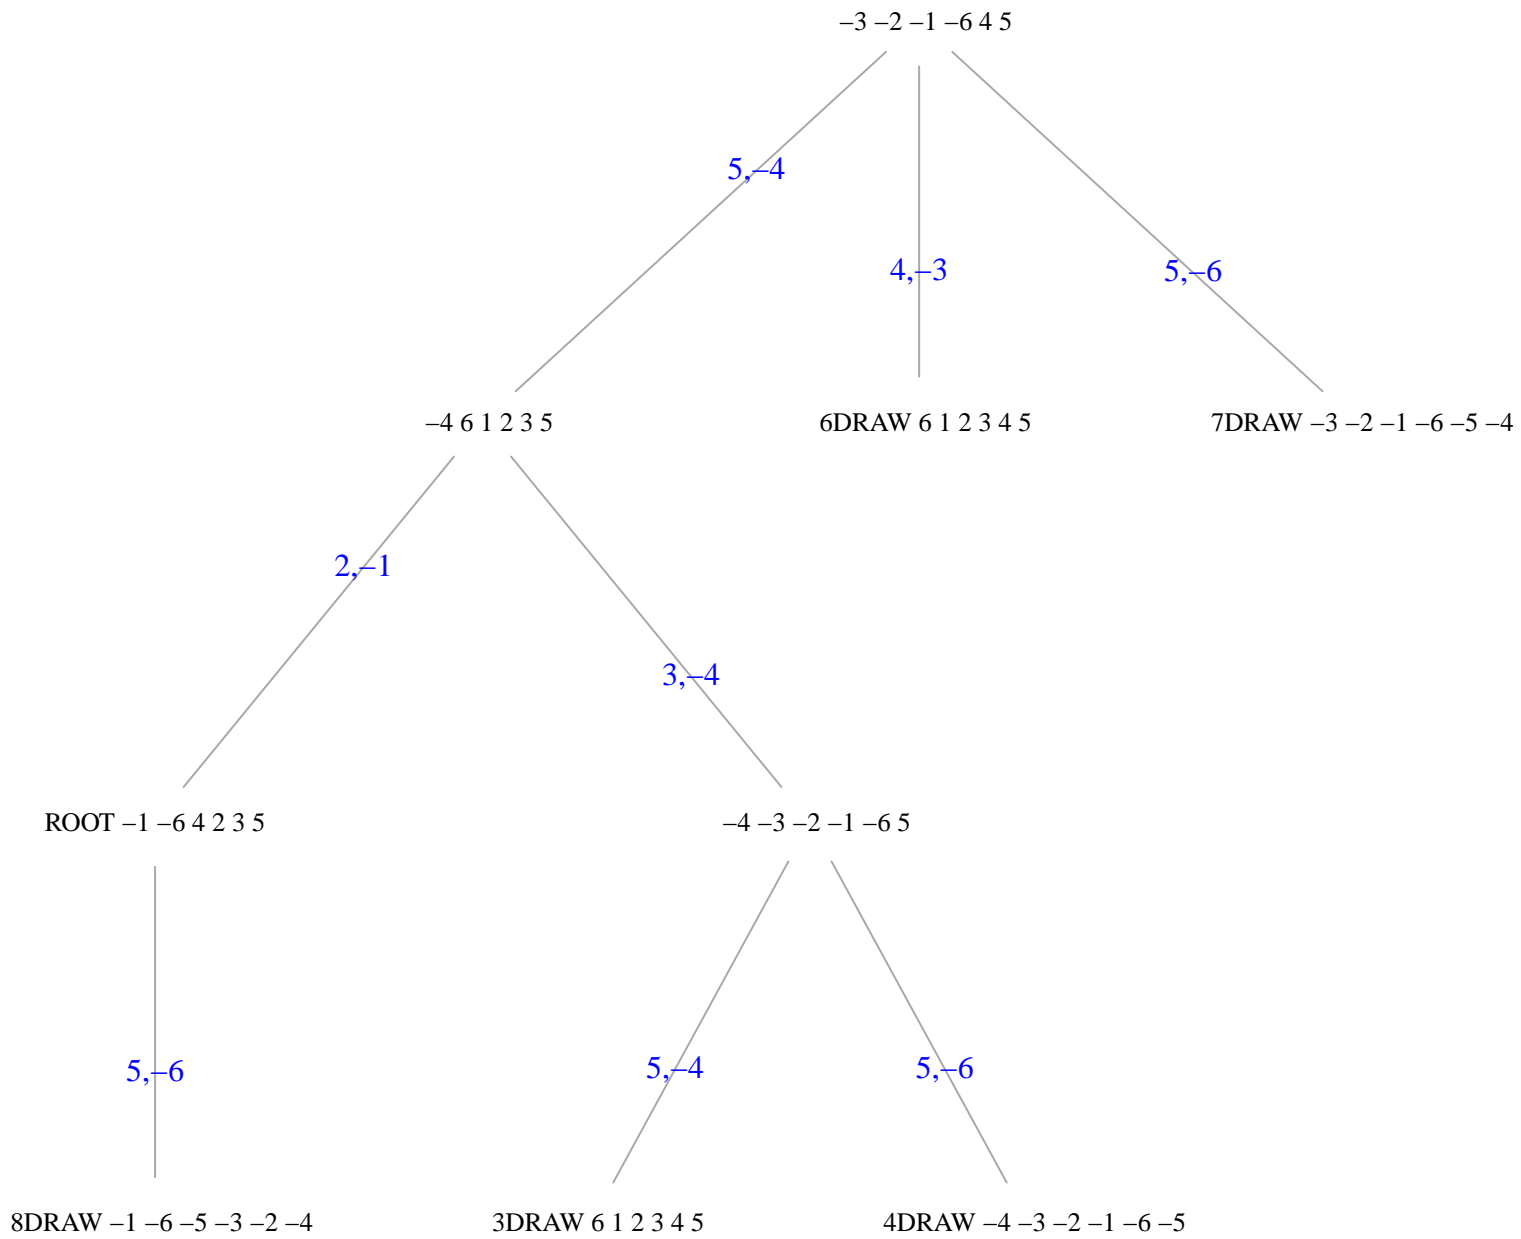 –3 –2 –1 –6 4 5
5,–4
4,–3
5,–6
–4 6 1 2 3 5
6DRAW 6 1 2 3 4 5
7DRAW –3 –2 –1 –6 –5 –4
2,–1
3,–4
ROOT –1 –6 4 2 3 5
–4 –3 –2 –1 –6 5
5,–6
5,–4
5,–6
8DRAW –1 –6 –5 –3 –2 –4
3DRAW 6 1 2 3 4 5
4DRAW –4 –3 –2 –1 –6 –5